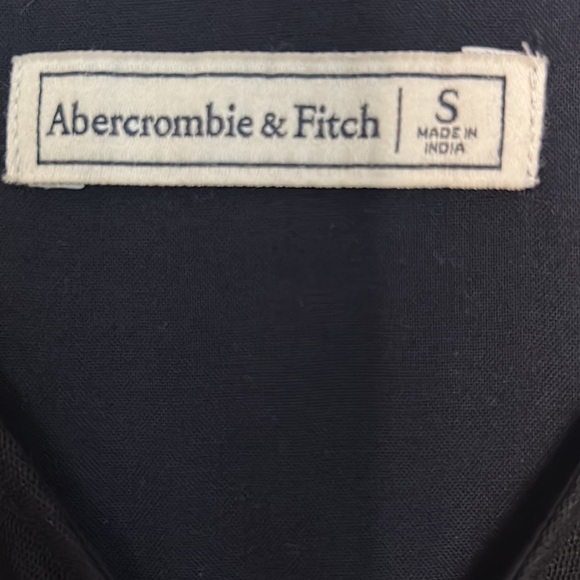 Abercrombie & Fitch
S
MADE IN
INDIA